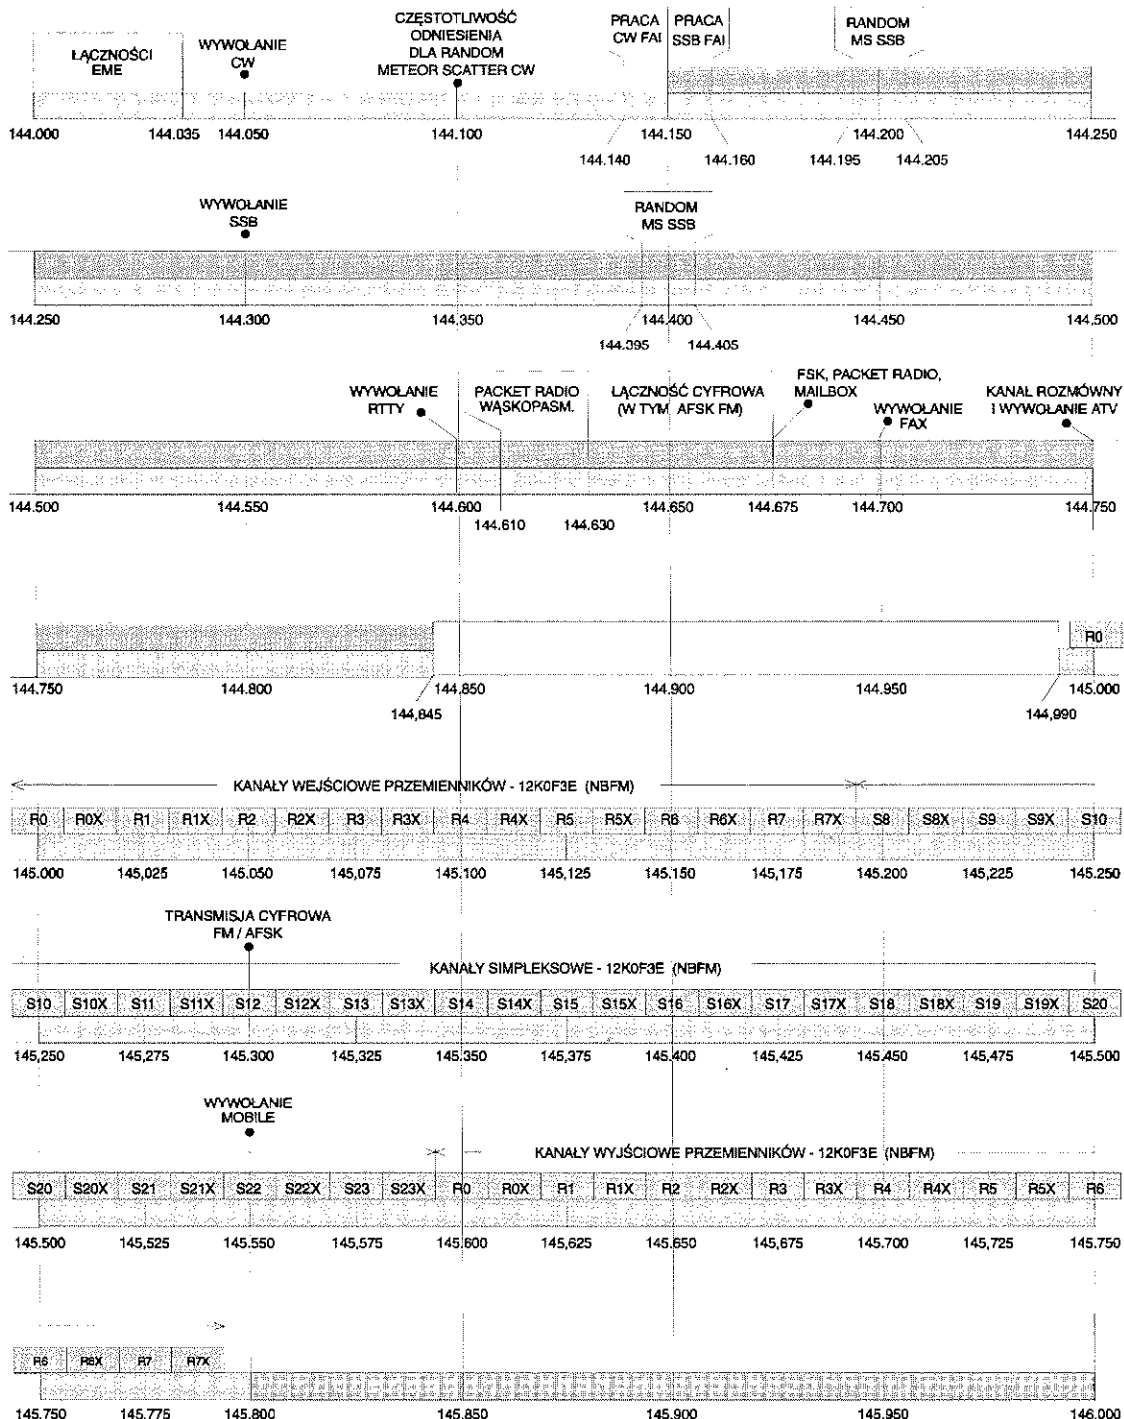 CZĘSTOTLIWOŚĆ
ODNIESIENIA
DLA RANDOM
METEOR SCATTER CW
PRACA
CW FAI
PRACA
SSB FAI
RANDOM
MS SSB
ŁĄCZNOŚCI
EME
WYWOŁANIE
CW
144.000 144.035 144.050 144.100 144.150 144.200 144.250
144.140 144.160 144.195 144.205
WYWOŁANIE
SSB
RANDOM
MS SSB
144.250 144.300 144.350 144.400 144.450 144.500
144.395 144.405
WYWOŁANIE
RTTY
PACKET RADIO
WĄSKOPASM.
ŁĄCZNOŚĆ CYFROWA
(W TYM AFSK FM)
FSK, PACKET RADIO,
MAILBOX
WYWOŁANIE
FAX
KANAŁ ROZMÓWNY
I WYWOŁANIE ATV
144.500 144.550 144.600 144.650 144.675 144.700 144.750
144.610 144.630
R0
144.750 144.800 144.850 144.900 144.950 145.000
144,845 144,990
KANAŁY WEJŚCIOWE PRZEMIENNIKÓW - 12K0F3E (NBFM)
R0 R0X R1 R1X R2 R2X R3 R3X R4 R4X R5 R5X R6 R6X R7 R7X S8 S8X S9 S9X S10
145.000 145,025 145.050 145,075 145.100 145,125 145.150 145,175 145.200 145,225 145.250
TRANSMISJA CYFROWA
FM / AFSK
KANAŁY SIMPLEKSOWE - 12K0F3E (NBFM)
S10 S10X S11 S11X S12 S12X S13 S13X S14 S14X S15 S15X S16 S16X S17 S17X S18 S18X S19 S19X S20
145,250 145,275 145.300 145,325 145.350 145,375 145.400 145,425 145.450 145,475 145.500
WYWOŁANIE
MOBILE
KANAŁY WYJŚCIOWE PRZEMIENNIKÓW - 12K0F3E (NBFM)
S20 S20X S21 S21X S22 S22X S23 S23X R0 R0X R1 R1X R2 R2X R3 R3X R4 R4X R5 R5X R6
145.500 145,525 145.550 145,575 145.600 145,625 145.650 145,675 145.700 145,725 145.750
R6 R6X R7 R7X
145.750 145.775 145.800 145.850 145.900 145.950 146.000